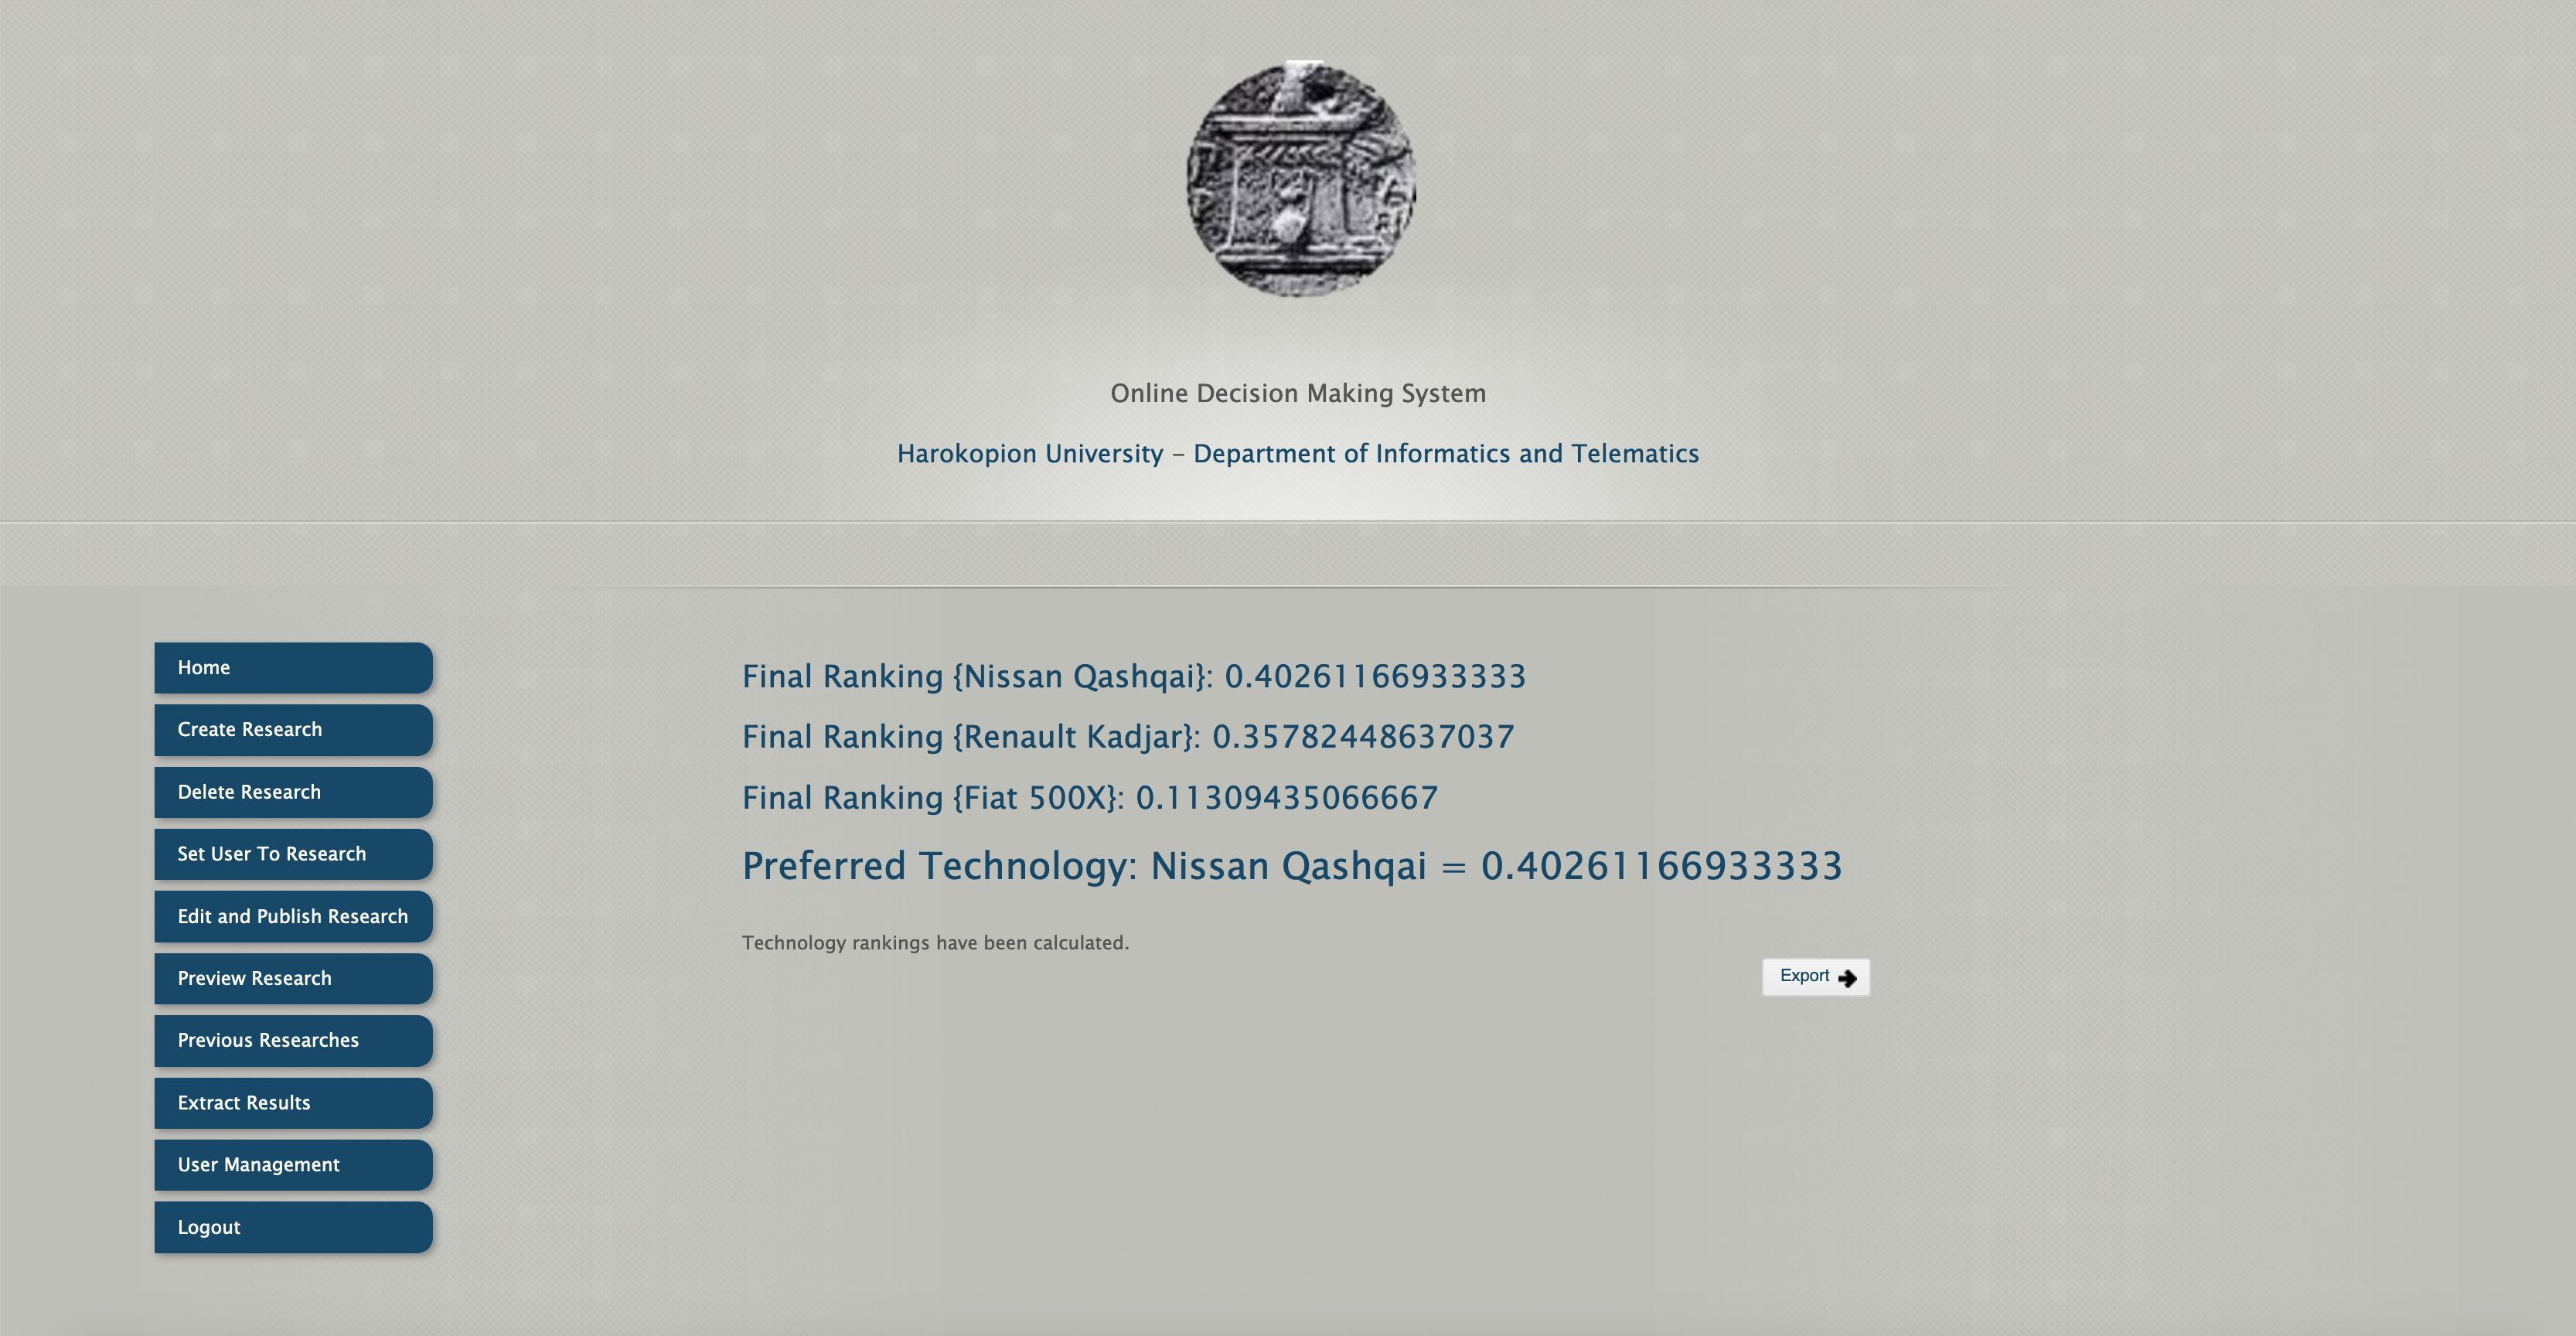 Online Decision Making System
Harokopion University – Department of Informatics and Telematics
Home
Create Research
Delete Research
Set User To Research
Edit and Publish Research
Preview Research
Previous Researches
Extract Results
User Management
Logout
Final Ranking {Nissan Qashqai}: 0.40261166933333
Final Ranking {Renault Kadjar}: 0.35782448637037
Final Ranking {Fiat 500X}: 0.11309435066667
Preferred Technology: Nissan Qashqai = 0.40261166933333
Technology rankings have been calculated.
Export